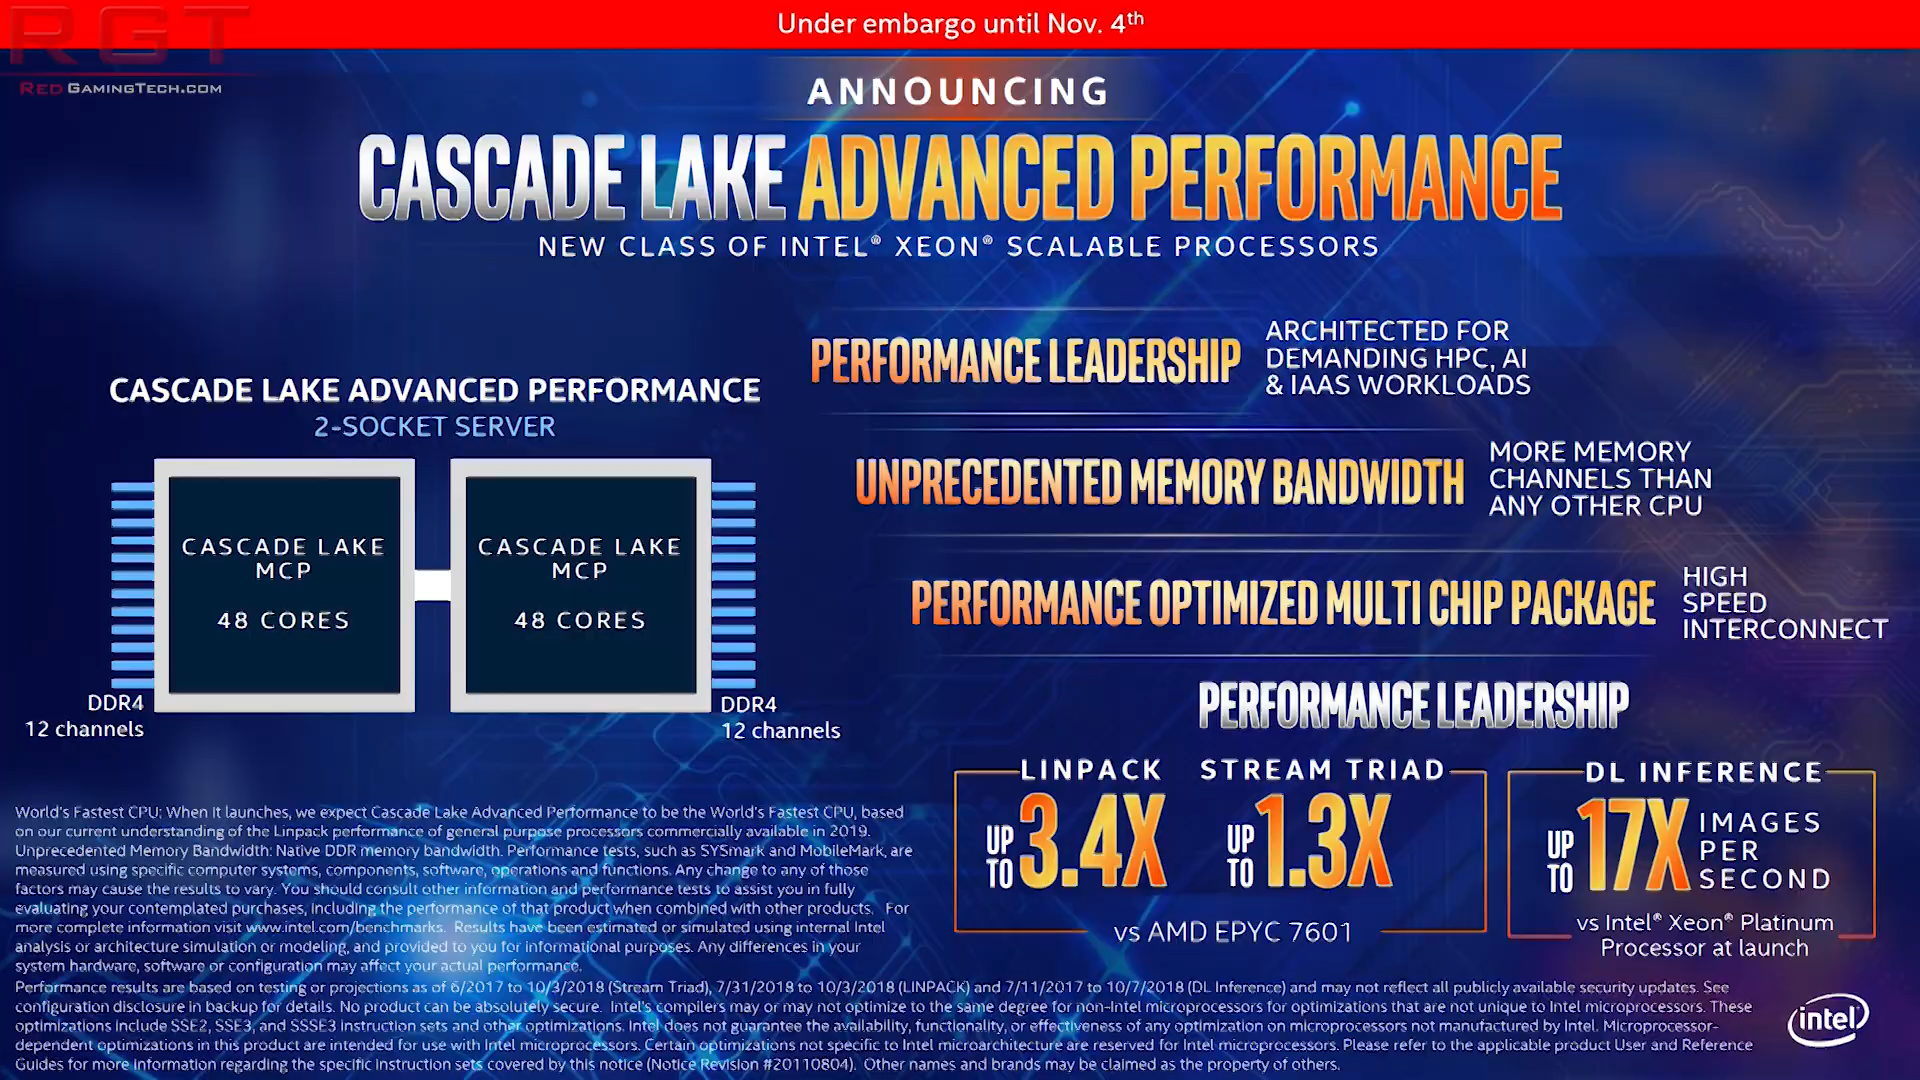 Under embargo until Nov. 4th
RGT
RED GAMINGTECH.COM
ANNOUNCING
CASCADE LAKE ADVANCED PERFORMANCE
NEW CLASS OF INTEL® XEON® SCALABLE PROCESSORS
CASCADE LAKE ADVANCED PERFORMANCE
2-SOCKET SERVER
CASCADE LAKE
MCP
48 CORES
CASCADE LAKE
MCP
48 CORES
DDR4
12 channels
DDR4
12 channels
PERFORMANCE LEADERSHIP
ARCHITECTED FOR
DEMANDING HPC, AI
& IAAS WORKLOADS
UNPRECEDENTED MEMORY BANDWIDTH
MORE MEMORY
CHANNELS THAN
ANY OTHER CPU
PERFORMANCE OPTIMIZED MULTI CHIP PACKAGE
HIGH
SPEED
INTERCONNECT
PERFORMANCE LEADERSHIP
LINPACK
UP TO 3.4X
STREAM TRIAD
UP TO 1.3X
vs AMD EPYC 7601
DL INFERENCE
UP TO 17X
IMAGES
PER
SECOND
vs Intel® Xeon® Platinum
Processor at launch
World's Fastest CPU: When It launches, we expect Cascade Lake Advanced Performance to be the World's Fastest CPU, based
on our current understanding of the Linpack performance of general purpose processors commercially available in 2019.
Unprecedented Memory Bandwidth: Native DDR memory bandwidth. Performance tests, such as SYSmark and MobileMark, are
measured using specific computer systems, components, software, operations and functions. Any change to any of those
factors may cause the results to vary. You should consult other information and performance tests to assist you in fully
evaluating your contemplated purchases, including the performance of that product when combined with other products. For
more complete information visit www.intel.com/benchmarks. Results have been estimated or simulated using internal Intel
analysis or architecture simulation or modeling, and provided to you for informational purposes. Any differences in your
system hardware, software or configuration may affect your actual performance.
Performance results are based on testing or projections as of 6/2017 to 10/3/2018 (Stream Triad), 7/31/2018 to 10/3/2018 (LINPACK) and 7/11/2017 to 10/7/2018 (DL Inference) and may not reflect all publicly available security updates. See
configuration disclosure in backup for details. No product can be absolutely secure. Intel's compilers may or may not optimize to the same degree for non-Intel microprocessors for optimizations that are not unique to Intel microprocessors. These
optimizations include SSE2, SSE3, and SSSE3 instruction sets and other optimizations. Intel does not guarantee the availability, functionality, or effectiveness of any optimization on microprocessors not manufactured by Intel. Microprocessor-
dependent optimizations in this product are intended for use with Intel microprocessors. Certain optimizations not specific to Intel microarchitecture are reserved for Intel microprocessors. Please refer to the applicable product User and Reference
Guides for more information regarding the specific instruction sets covered by this notice (Notice Revision #20110804). Other names and brands may be claimed as the property of others.
intel